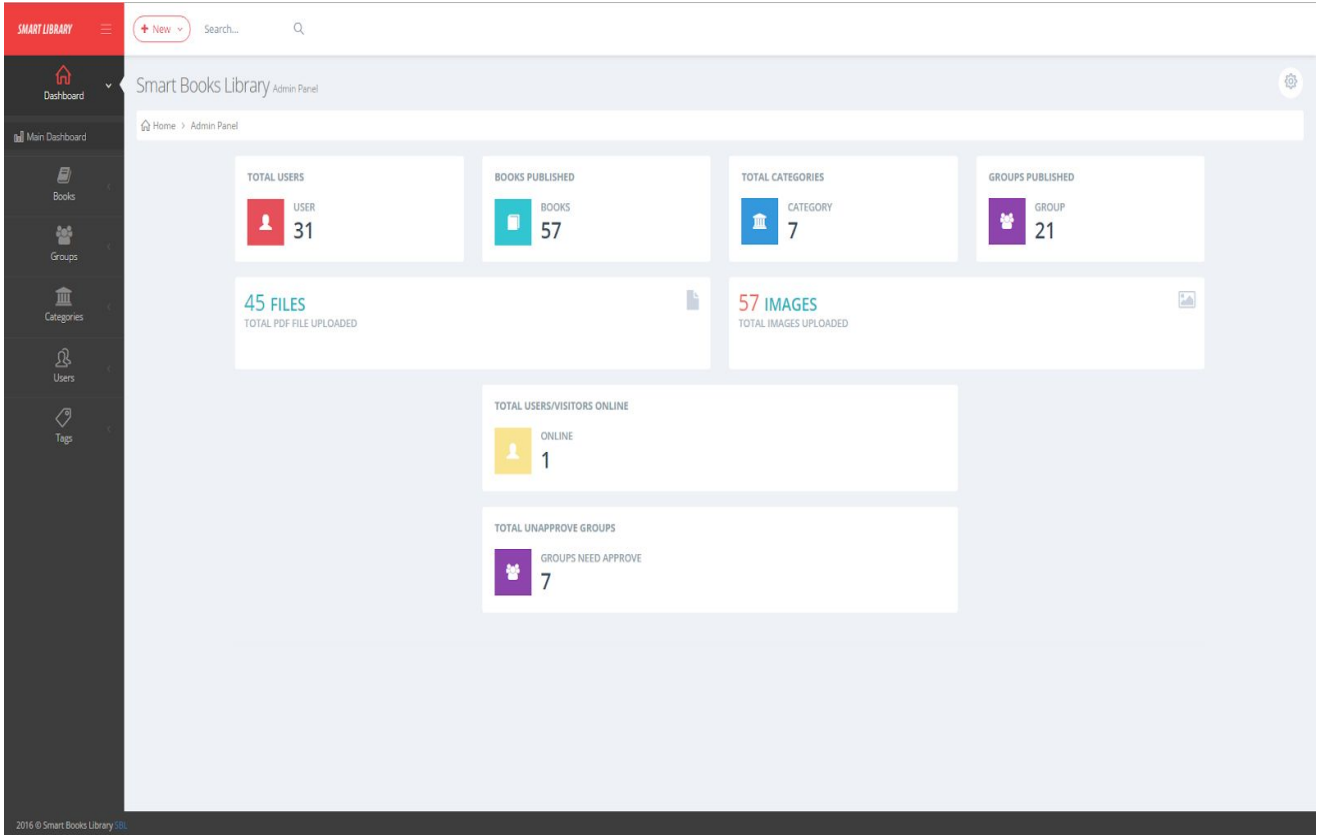 SMART LIBRARY
New
Search...
Dashboard
Main Dashboard
Books
Groups
Categories
Users
Tags
Smart Books Library Admin Panel
Home > Admin Panel
TOTAL USERS
USER
31
BOOKS PUBLISHED
BOOKS
57
TOTAL CATEGORIES
CATEGORY
7
GROUPS PUBLISHED
GROUP
21
45 FILES
TOTAL PDF FILE UPLOADED
57 IMAGES
TOTAL IMAGES UPLOADED
TOTAL USERS/VISITORS ONLINE
ONLINE
1
TOTAL UNAPPROVE GROUPS
GROUPS NEED APPROVE
7
2016 © Smart Books Library SBL